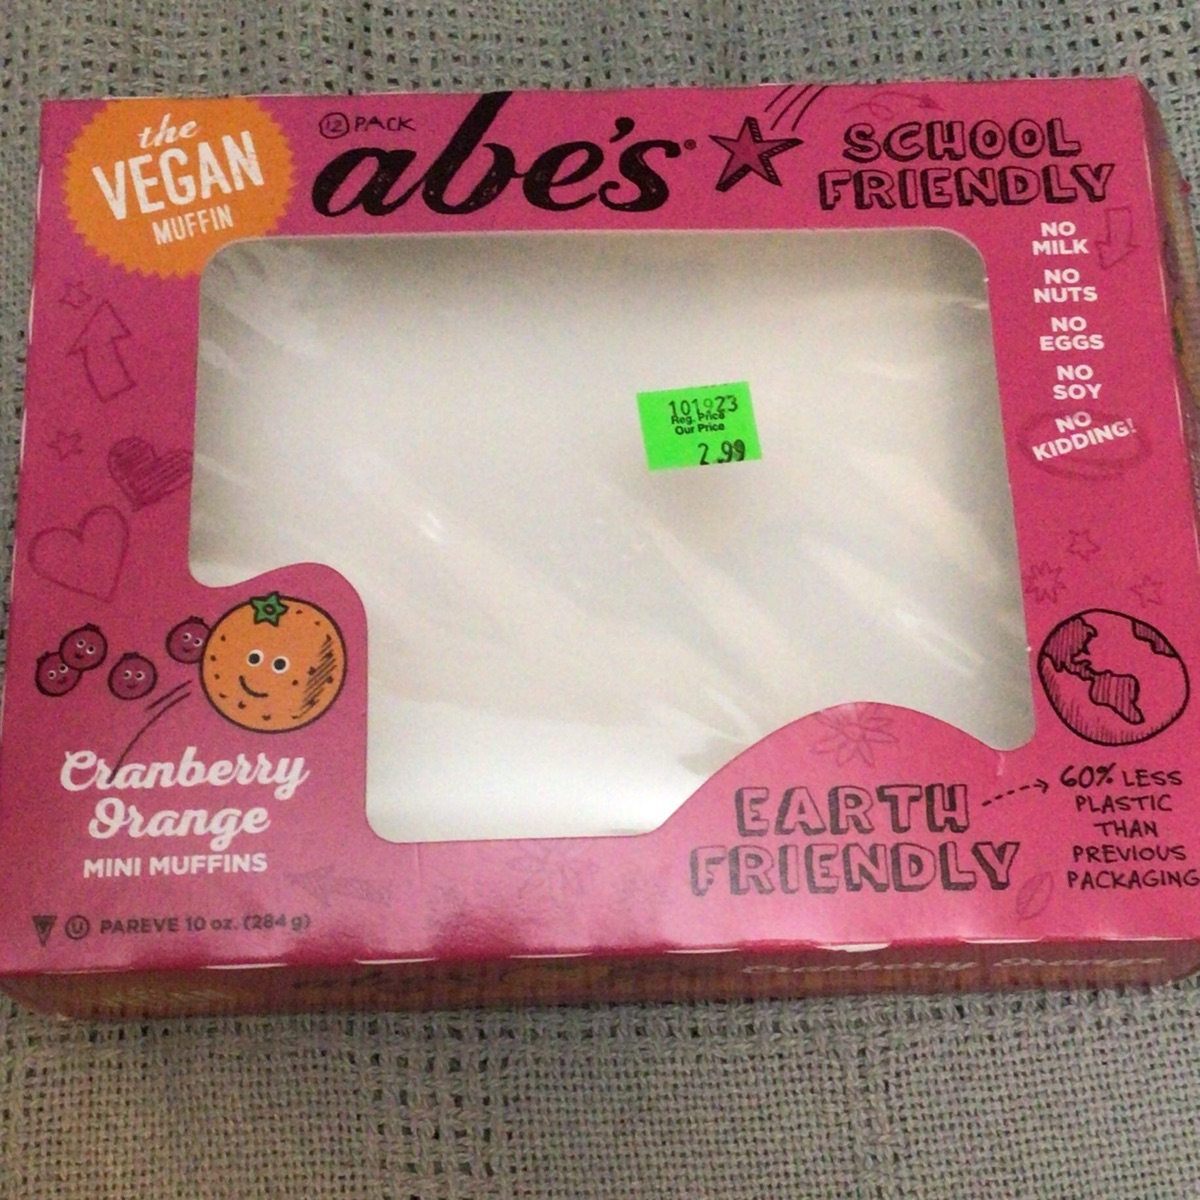 the
VEGAN
MUFFIN
12 PACK
abe's®
SCHOOL
FRIENDLY
NO
MILK
NO
NUTS
NO
EGGS
NO
SOY
NO
KIDDING!
101923
Reg. Price
Our Price
2.99
Cranberry
Orange
MINI MUFFINS
U PAREVE 10 oz. (284 g)
EARTH
FRIENDLY
60% LESS
PLASTIC
THAN
PREVIOUS
PACKAGING
Cranberry Orange